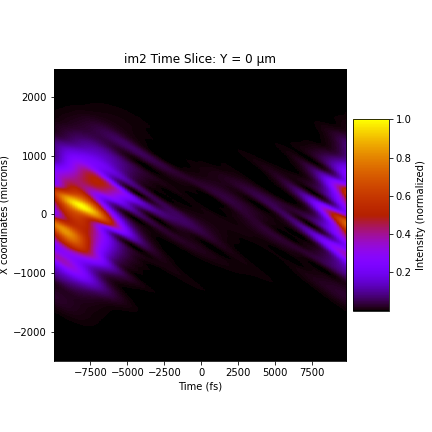 im2 Time Slice: Y = 0 μm
X coordinates (microns)
2000
1000
0
−1000
−2000
−7500 −5000 −2500 0 2500 5000 7500
Time (fs)
1.0
0.8
0.6
0.4
0.2
Intensity (normalized)